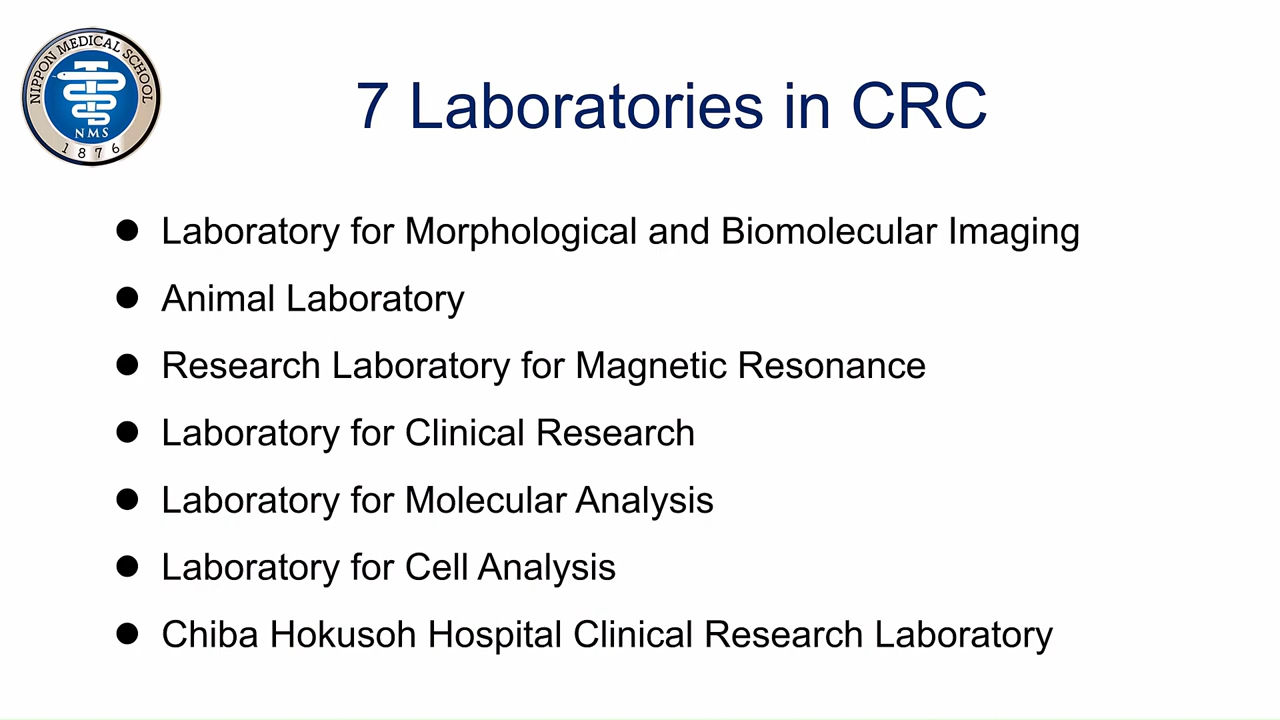 NIPPON MEDICAL SCHOOL
NMS
1876
7 Laboratories in CRC
● Laboratory for Morphological and Biomolecular Imaging
● Animal Laboratory
● Research Laboratory for Magnetic Resonance
● Laboratory for Clinical Research
● Laboratory for Molecular Analysis
● Laboratory for Cell Analysis
● Chiba Hokusoh Hospital Clinical Research Laboratory